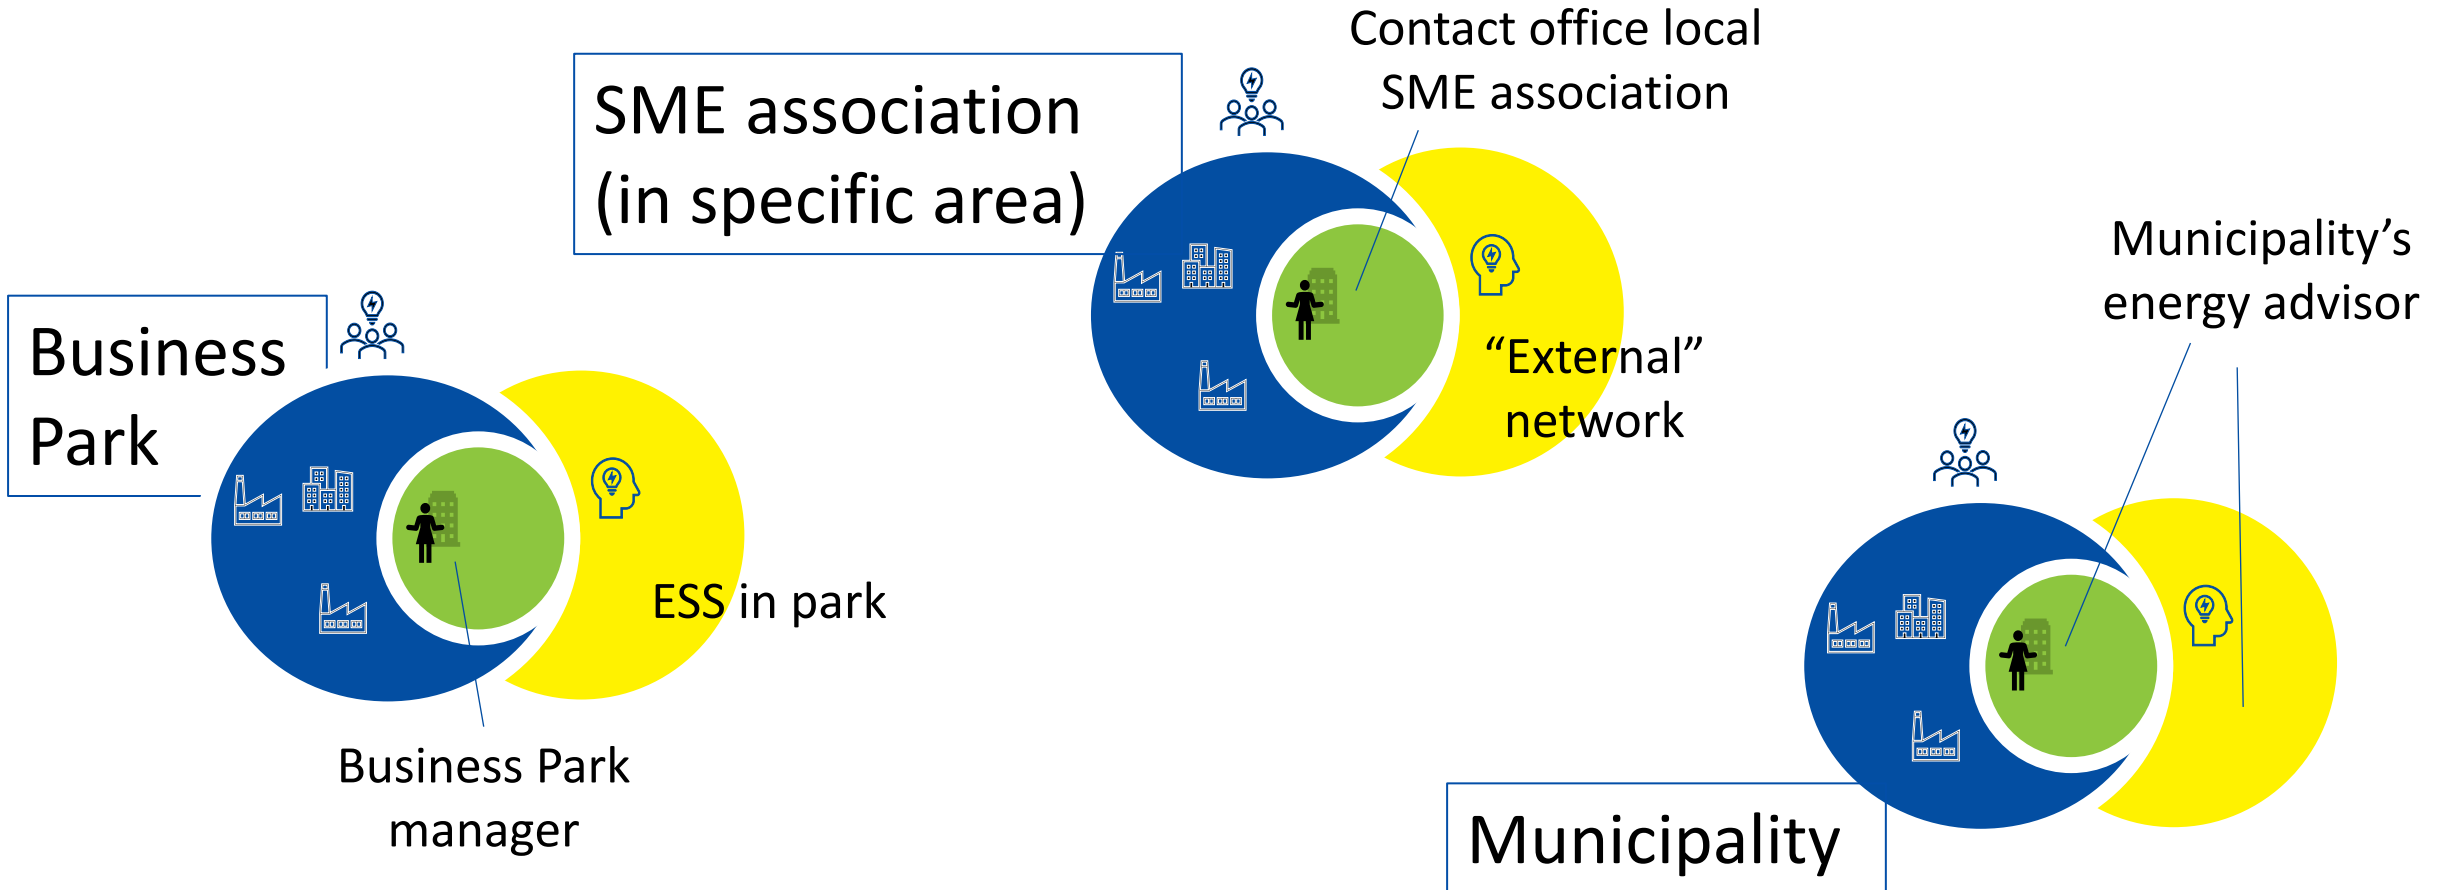 Business
Park
ESS in park
Business Park
manager
SME association
(in specific area)
Contact office local
SME association
“External”
network
Municipality’s
energy advisor
Municipality